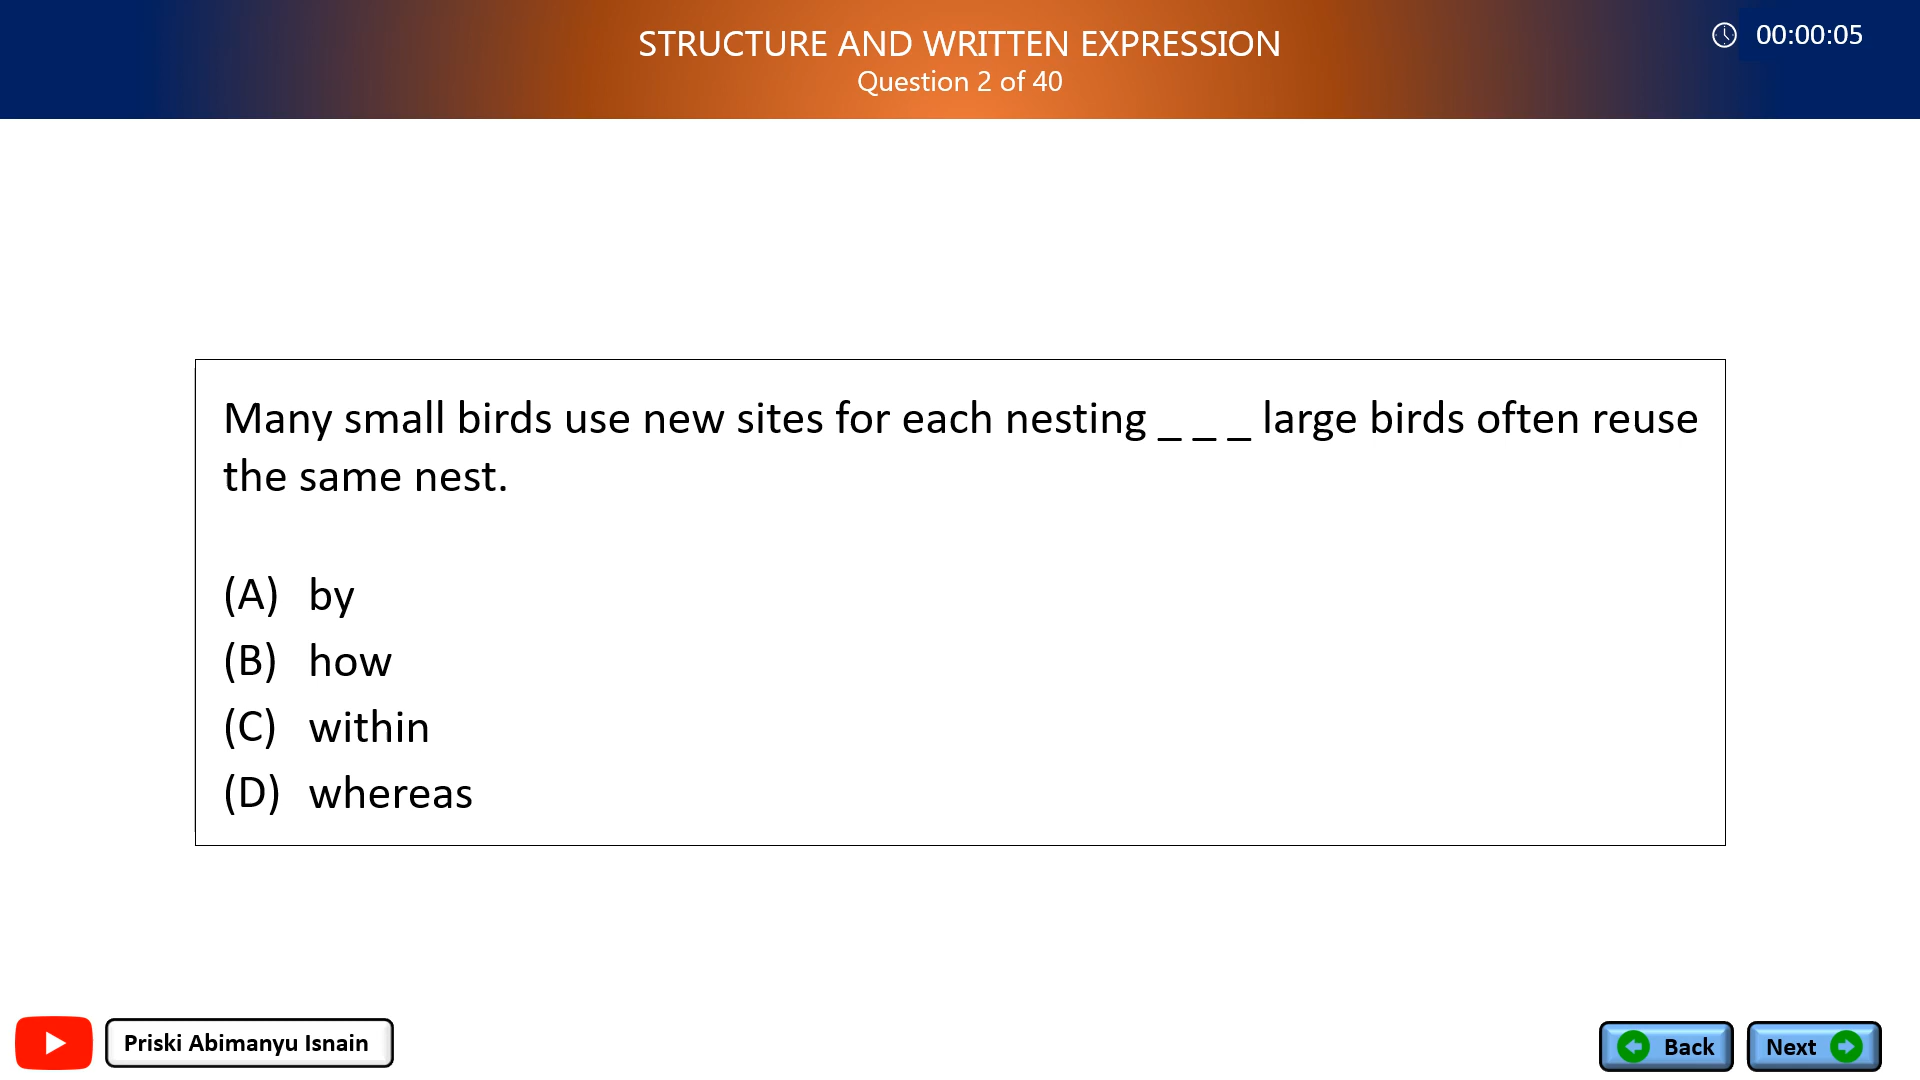 STRUCTURE AND WRITTEN EXPRESSION
00:00:05
Question 2 of 40
Many small birds use new sites for each nesting _ _ _ large birds often reuse
the same nest.
(A) by
(B) how
(C) within
(D) whereas
Priski Abimanyu Isnain
Back
Next